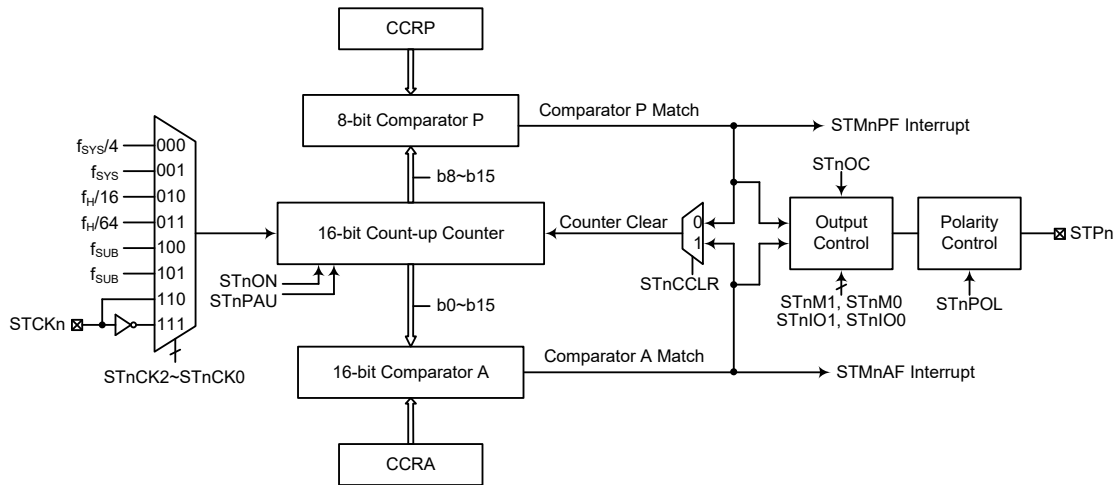 CCRP
8-bit Comparator P
Comparator P Match
STMnPF Interrupt
fSYS/4
000
fSYS
001
fH/16
010
fH/64
011
fSUB
100
fSUB
101
110
111
STCKn
STnCK2~STnCK0
b8~b15
16-bit Count-up Counter
STnON
STnPAU
b0~b15
Counter Clear
0
1
STnCCLR
STnOC
Output
Control
Polarity
Control
STPn
STnM1, STnM0
STnIO1, STnIO0
STnPOL
16-bit Comparator A
Comparator A Match
STMnAF Interrupt
CCRA